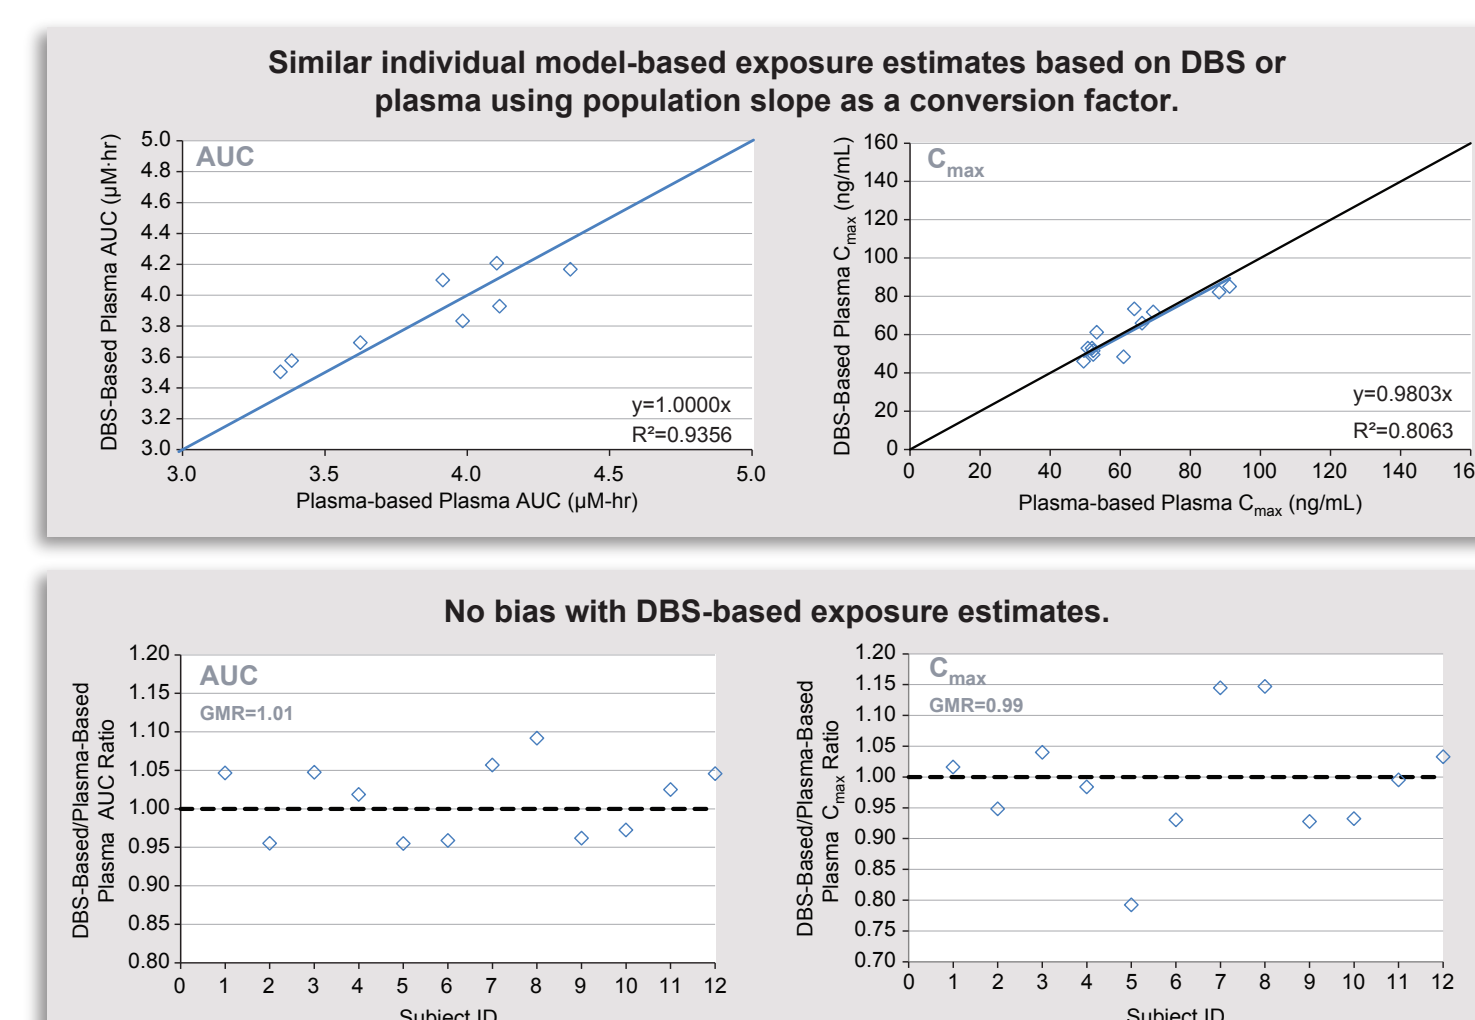 Similar individual model-based exposure estimates based on DBS or
plasma using population slope as a conversion factor.
AUC
DBS-Based Plasma AUC (µM·hr)
5.0
4.8
4.6
4.4
4.2
4.0
3.8
3.6
3.4
3.2
3.0
y=1.0000x
R²=0.9356
3.0 3.5 4.0 4.5 5.0
Plasma-based Plasma AUC (µM-hr)
Cmax
DBS-Based Plasma Cmax (ng/mL)
160
140
120
100
80
60
40
20
0
y=0.9803x
R²=0.8063
0 20 40 60 80 100 120 140 16
Plasma-based Plasma Cmax (ng/mL)
No bias with DBS-based exposure estimates.
AUC
GMR=1.01
DBS-Based/Plasma-Based
Plasma AUC Ratio
1.20
1.15
1.10
1.05
1.00
0.95
0.90
0.85
0.80
0 1 2 3 4 5 6 7 8 9 10 11 12
Subject ID
Cmax
GMR=0.99
DBS-Based/Plasma-Based
Plasma Cmax Ratio
1.20
1.15
1.10
1.05
1.00
0.95
0.90
0.85
0.80
0.75
0.70
0 1 2 3 4 5 6 7 8 9 10 11 12
Subject ID